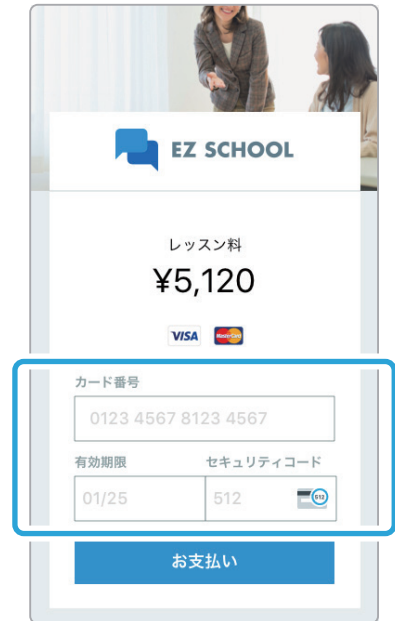 EZ SCHOOL
レッスン料
¥5,120
VISA MasterCard
カード番号
0123 4567 8123 4567
有効期限 セキュリティコード
01/25 512 512
お支払い